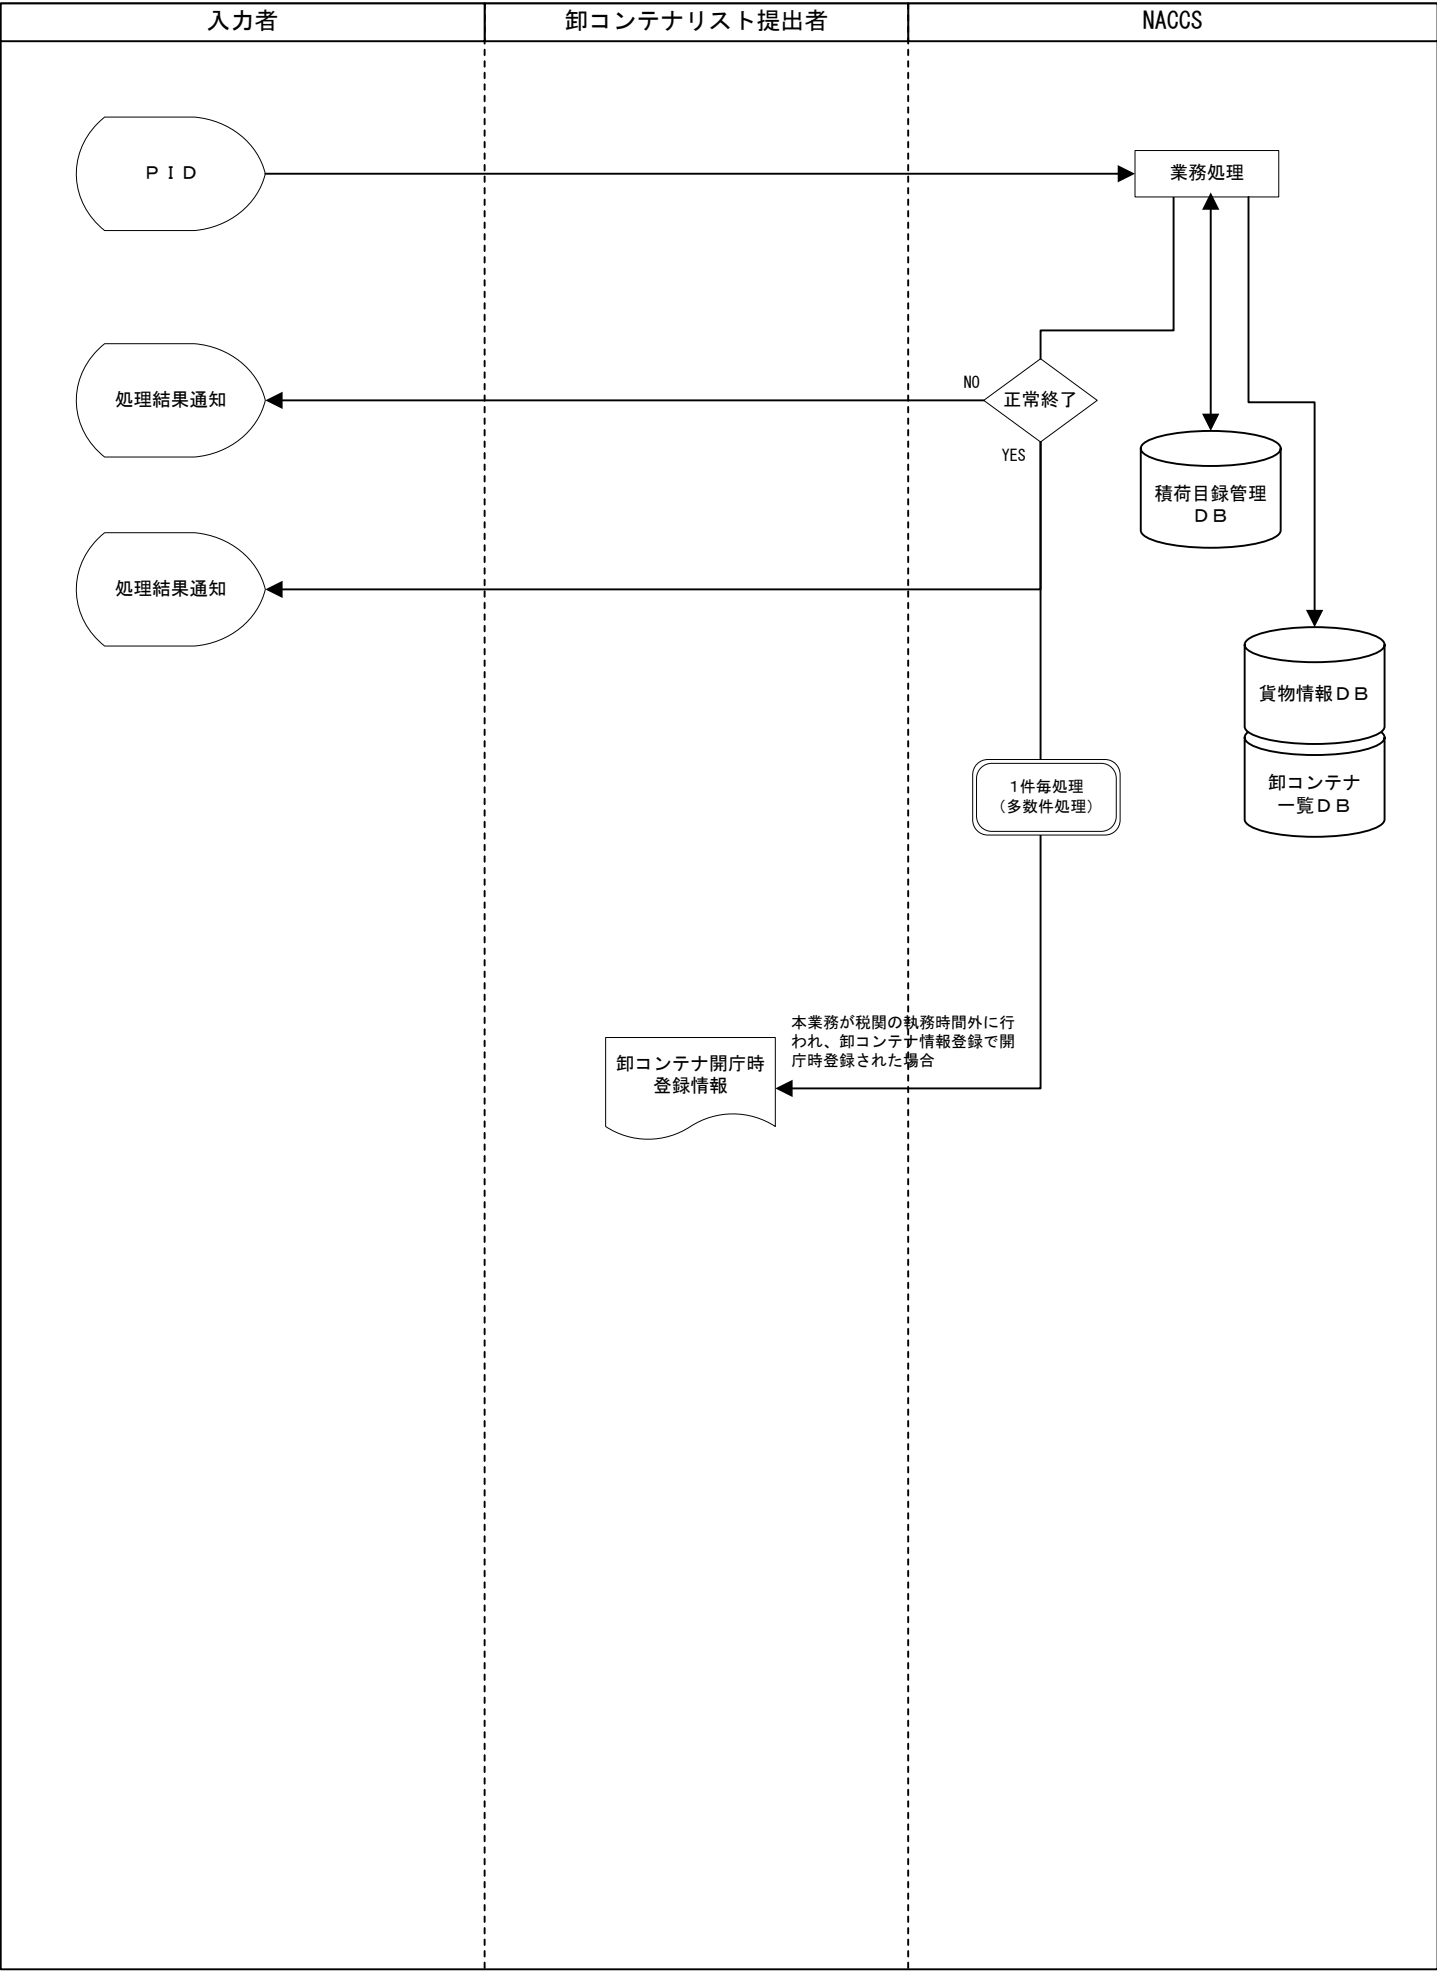 入力者
卸コンテナリスト提出者
NACCS
ＰＩＤ
業務処理
処理結果通知
NO
正常終了
YES
積荷目録管理
ＤＢ
処理結果通知
貨物情報ＤＢ
1件毎処理
（多数件処理）
卸コンテナ
一覧ＤＢ
本業務が税関の執務時間外に行
われ、卸コンテナ情報登録で開
庁時登録された場合
卸コンテナ開庁時
登録情報